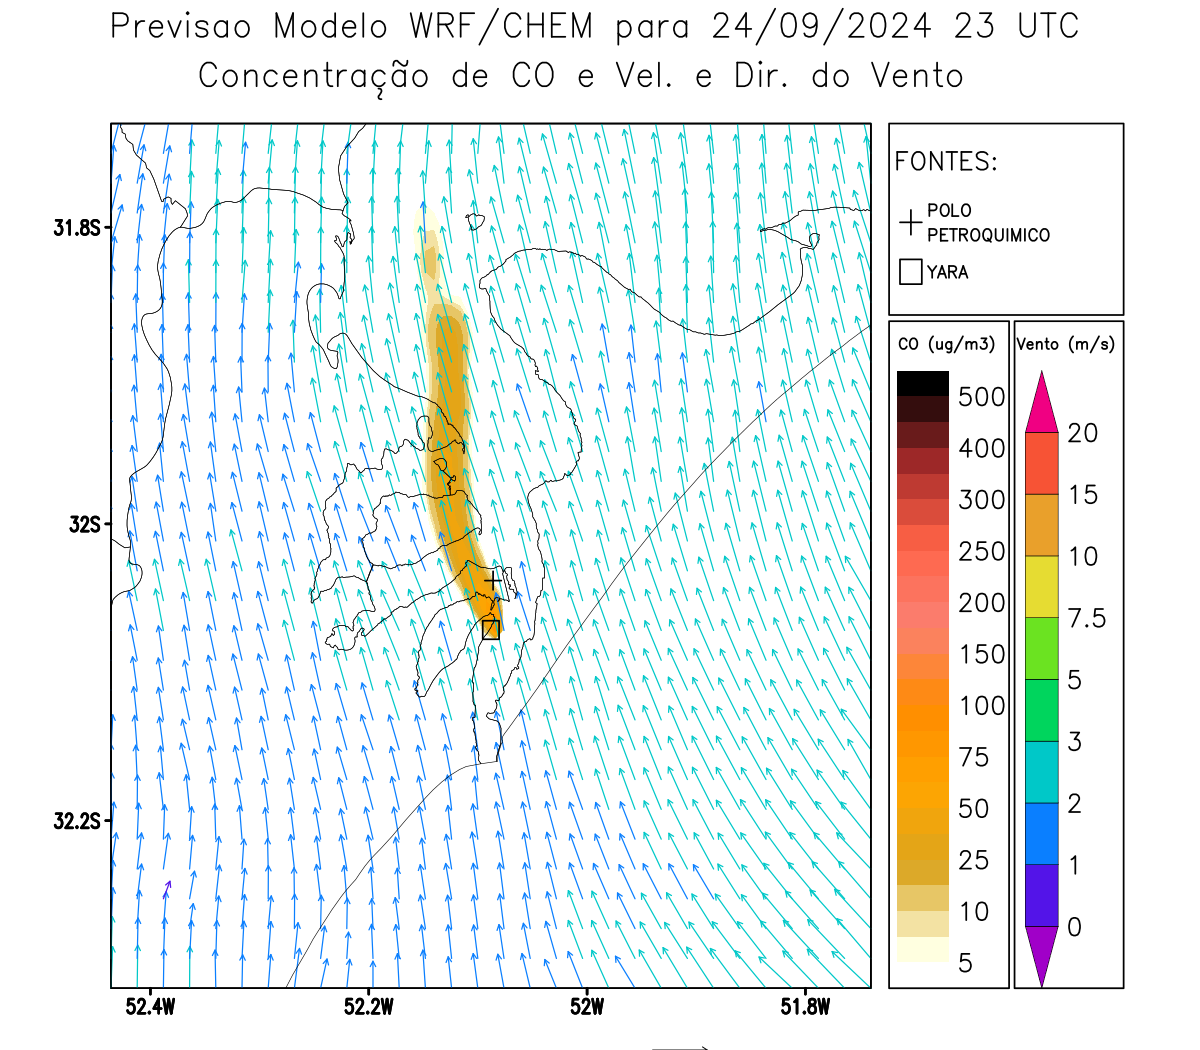 Previsao Modelo WRF/CHEM para 24/09/2024 23 UTC
Concentração de CO e Vel. e Dir. do Vento
FONTES:
POLO
PETROQUIMICO
YARA
31.8S
32S
32.2S
52.4W
52.2W
52W
51.8W
CO (ug/m3)
500
400
300
250
200
150
100
75
50
25
10
5
Vento (m/s)
20
15
10
7.5
5
3
2
1
0